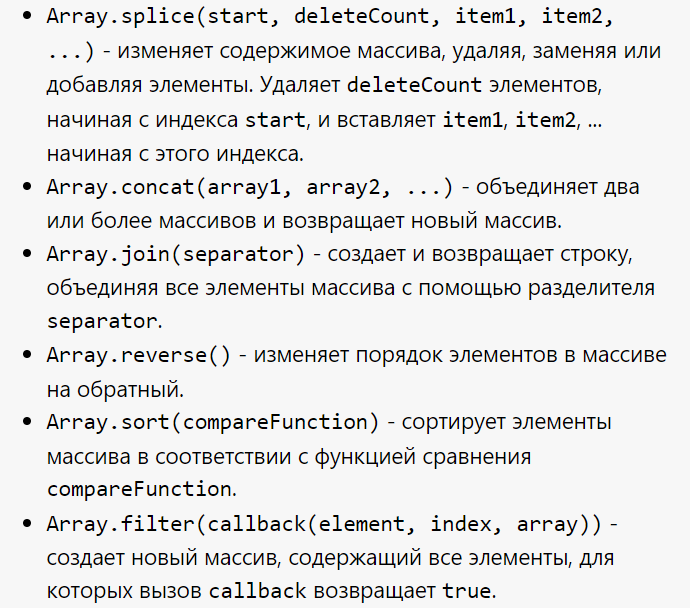 • Array.splice(start, deleteCount, item1, item2,
...) - изменяет содержимое массива, удаляя, заменяя или
добавляя элементы. Удаляет deleteCount элементов,
начиная с индекса start, и вставляет item1, item2, ...
начиная с этого индекса.
• Array.concat(array1, array2, ...) - объединяет два
или более массивов и возвращает новый массив.
• Array.join(separator) - создает и возвращает строку,
объединяя все элементы массива с помощью разделителя
separator.
• Array.reverse() - изменяет порядок элементов в массиве
на обратный.
• Array.sort(compareFunction) - сортирует элементы
массива в соответствии с функцией сравнения
compareFunction.
• Array.filter(callback(element, index, array)) -
создает новый массив, содержащий все элементы, для
которых вызов callback возвращает true.